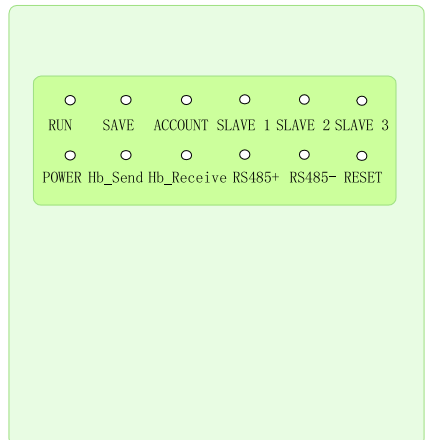 RUN SAVE ACCOUNT SLAVE 1 SLAVE 2 SLAVE 3
POWER Hb_Send Hb_Receive RS485+ RS485- RESET